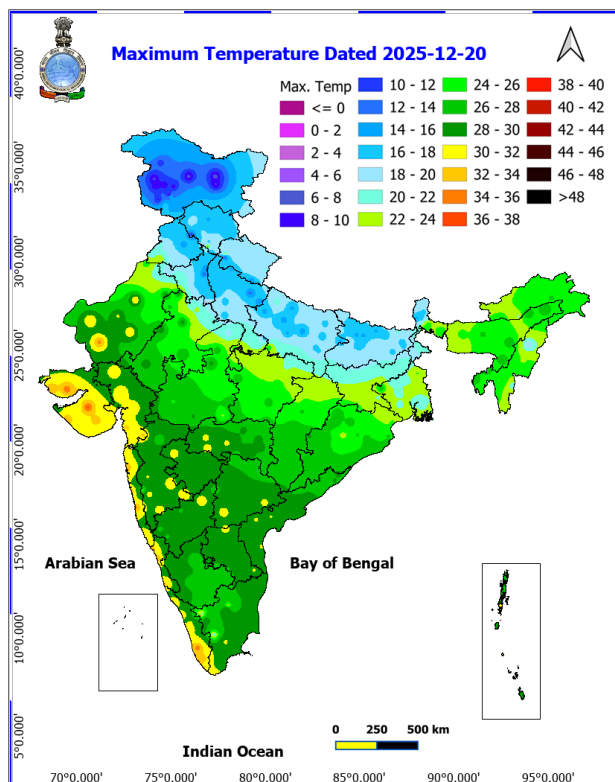 Maximum Temperature Dated 2025-12-20
Max. Temp
<= 0
0 - 2
2 - 4
4 - 6
6 - 8
8 - 10
10 - 12
12 - 14
14 - 16
16 - 18
18 - 20
20 - 22
22 - 24
24 - 26
26 - 28
28 - 30
30 - 32
32 - 34
34 - 36
36 - 38
38 - 40
40 - 42
42 - 44
44 - 46
46 - 48
>48
40°0.000'
35°0.000'
30°0.000'
25°0.000'
20°0.000'
15°0.000'
10°0.000'
5°0.000'
Arabian Sea
Bay of Bengal
Indian Ocean
0 250 500 km
70°0.000' 75°0.000' 80°0.000' 85°0.000' 90°0.000' 95°0.000'